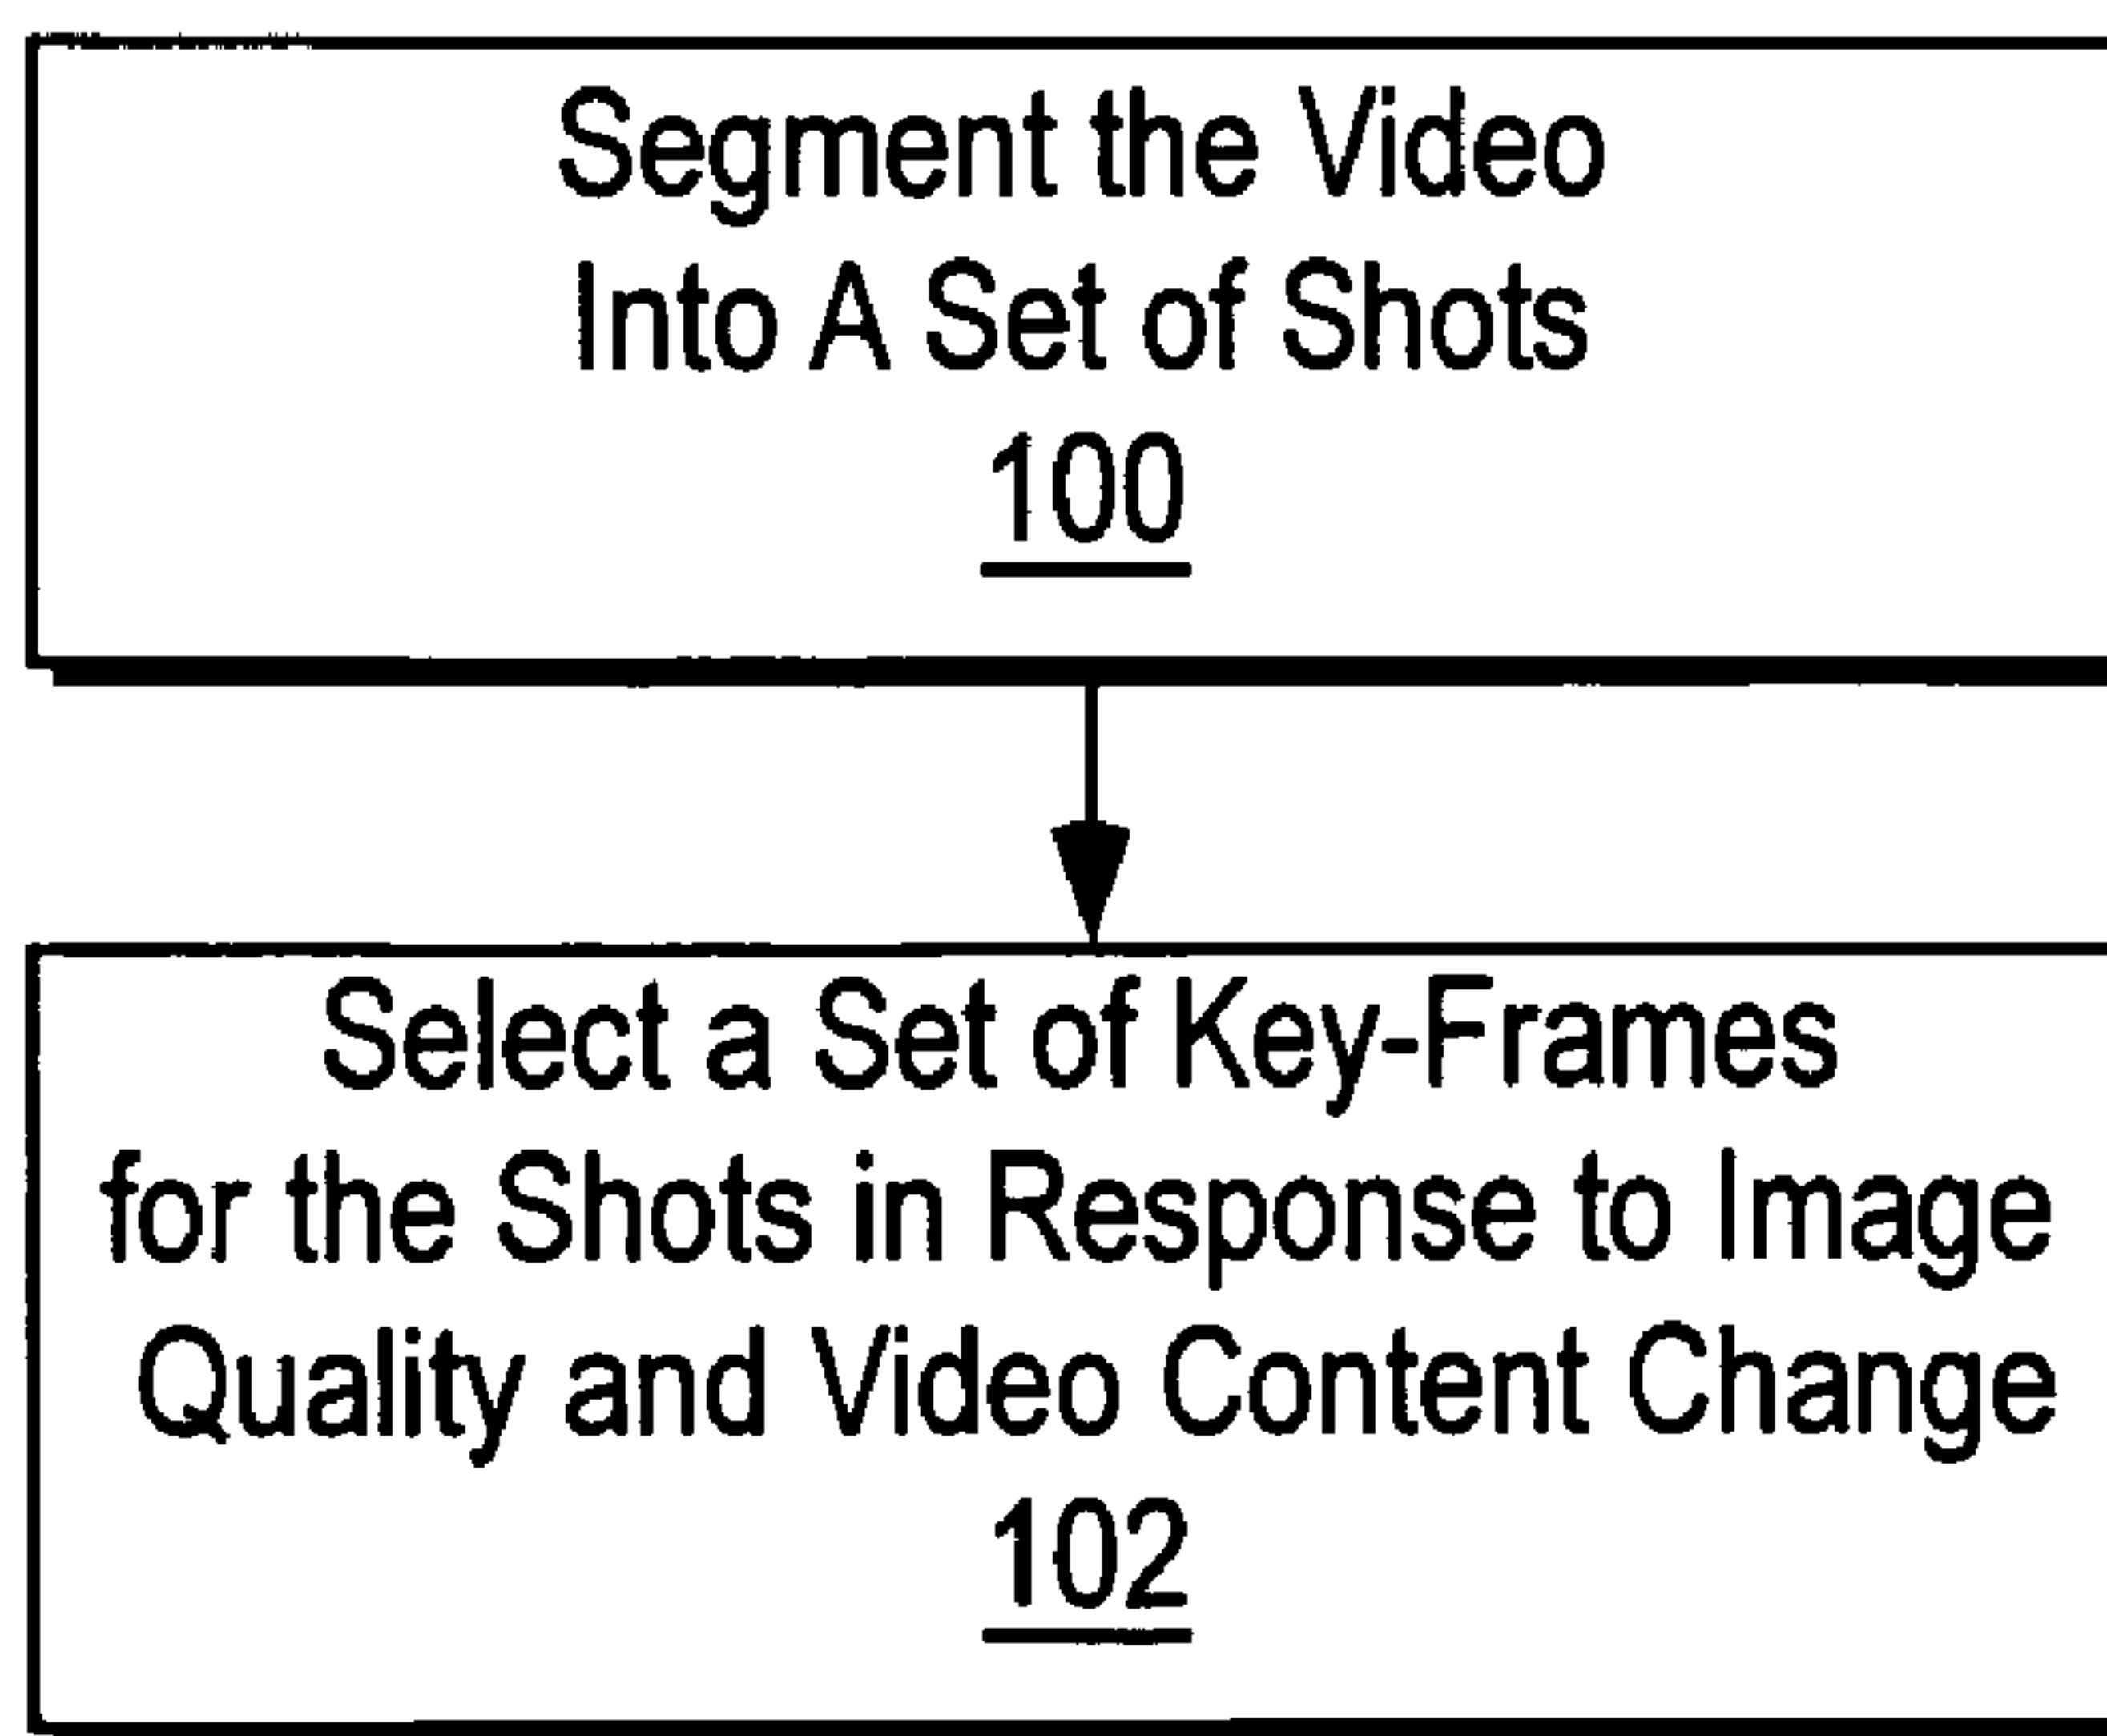 Segment the Video
Into A Set of Shots
100
Select a Set of Key-Frames
for the Shots in Response to Image
Quality and Video Content Change
102